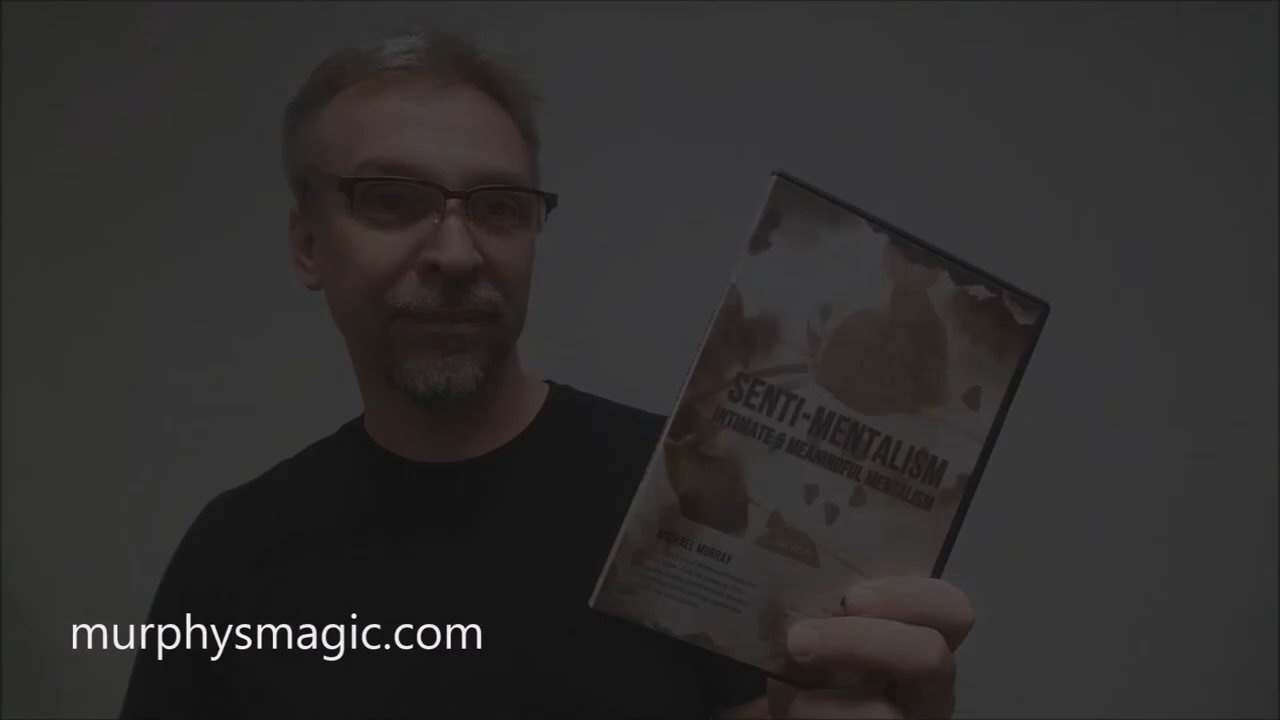 SENTI-MENTALISM
INTIMATE & MEANINGFUL MENTALISM
MICHAEL MURRAY
murphysmagic.com